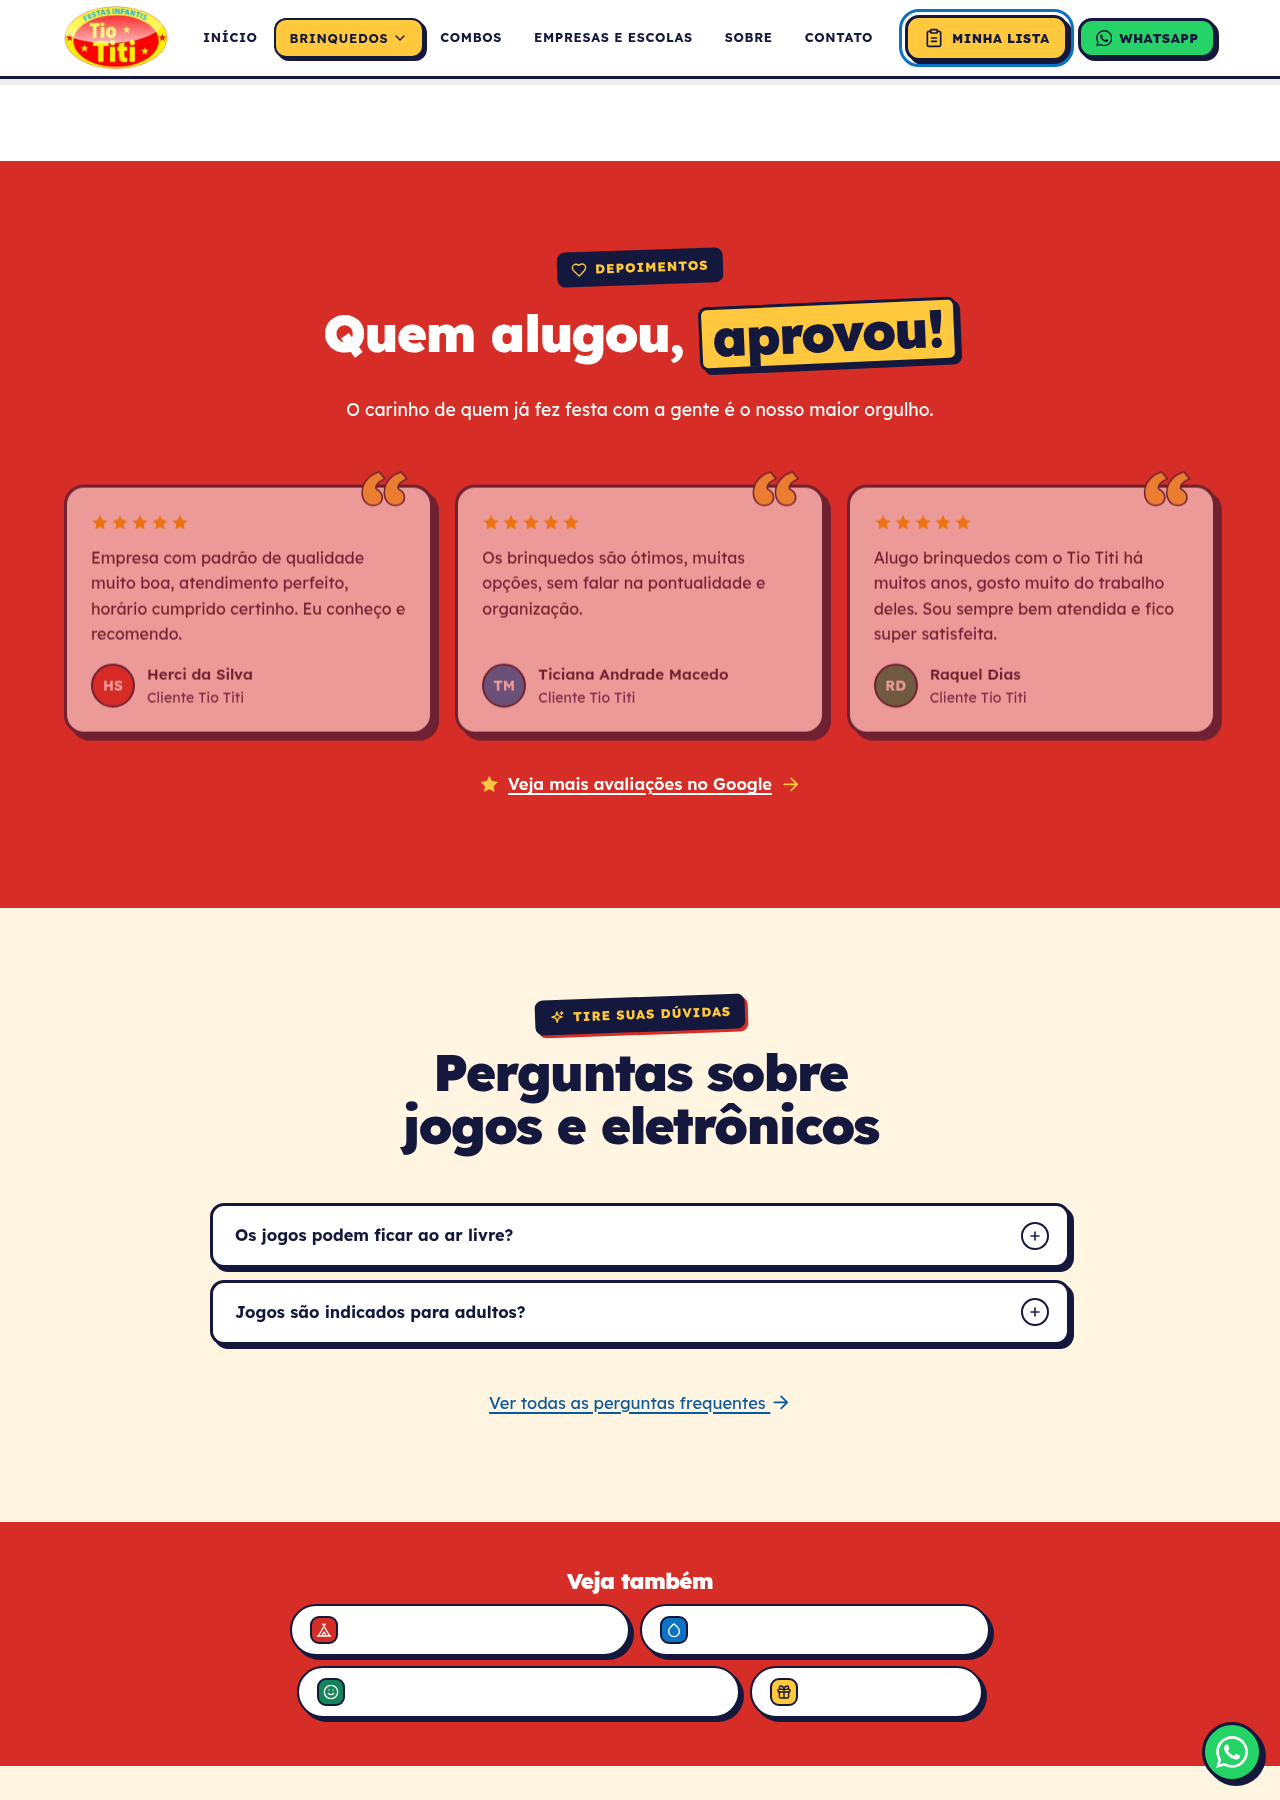 FESTAS INFANTIS
Tio
Titi
INÍCIO
BRINQUEDOS
COMBOS
EMPRESAS E ESCOLAS
SOBRE
CONTATO
MINHA LISTA
WHATSAPP
DEPOIMENTOS
Quem alugou, aprovou!
O carinho de quem já fez festa com a gente é o nosso maior orgulho.
Empresa com padrão de qualidade
muito boa, atendimento perfeito,
horário cumprido certinho. Eu conheço e
recomendo.
HS
Herci da Silva
Cliente Tio Titi
Os brinquedos são ótimos, muitas
opções, sem falar na pontualidade e
organização.
TM
Ticiana Andrade Macedo
Cliente Tio Titi
Alugo brinquedos com o Tio Titi há
muitos anos, gosto muito do trabalho
deles. Sou sempre bem atendida e fico
super satisfeita.
RD
Raquel Dias
Cliente Tio Titi
Veja mais avaliações no Google
TIRE SUAS DÚVIDAS
Perguntas sobre
jogos e eletrônicos
Os jogos podem ficar ao ar livre?
Jogos são indicados para adultos?
Ver todas as perguntas frequentes
Veja também